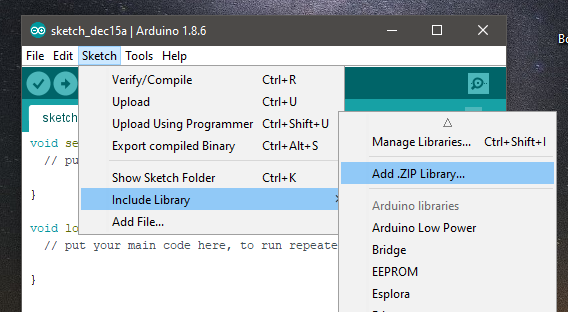 sketch_dec15a | Arduino 1.8.6
File Edit Sketch Tools Help
Verify/Compile Ctrl+R
Upload Ctrl+U
Upload Using Programmer Ctrl+Shift+U
Export compiled Binary Ctrl+Alt+S
Show Sketch Folder Ctrl+K
Include Library
Add File...
Manage Libraries... Ctrl+Shift+I
Add .ZIP Library...
Arduino libraries
Arduino Low Power
Bridge
EEPROM
Esplora
sketch
void se
// pu
}
void lo
// put your main code here, to run repeate
}